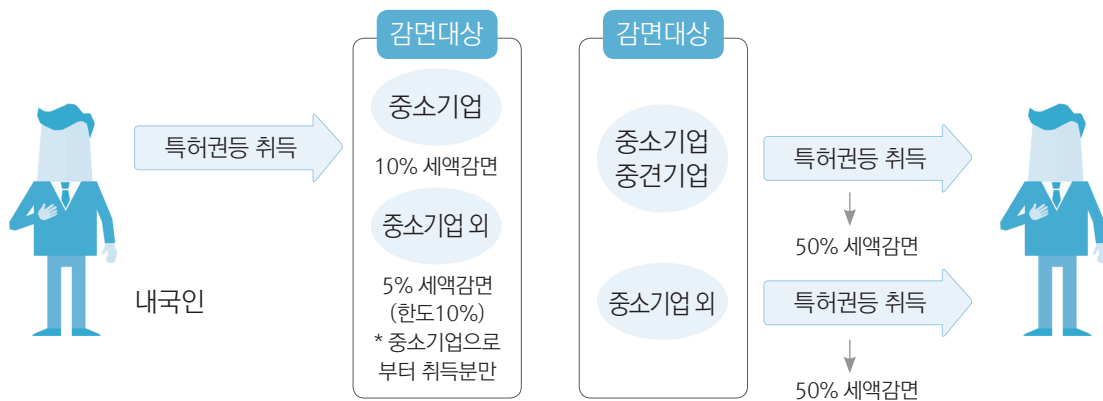 감면대상
중소기업
특허권등 취득
10% 세액감면
중소기업 외
내국인
5% 세액감면
(한도10%)
* 중소기업으로
부터 취득분만
감면대상
중소기업
중견기업
특허권등 취득
50% 세액감면
중소기업 외
특허권등 취득
50% 세액감면